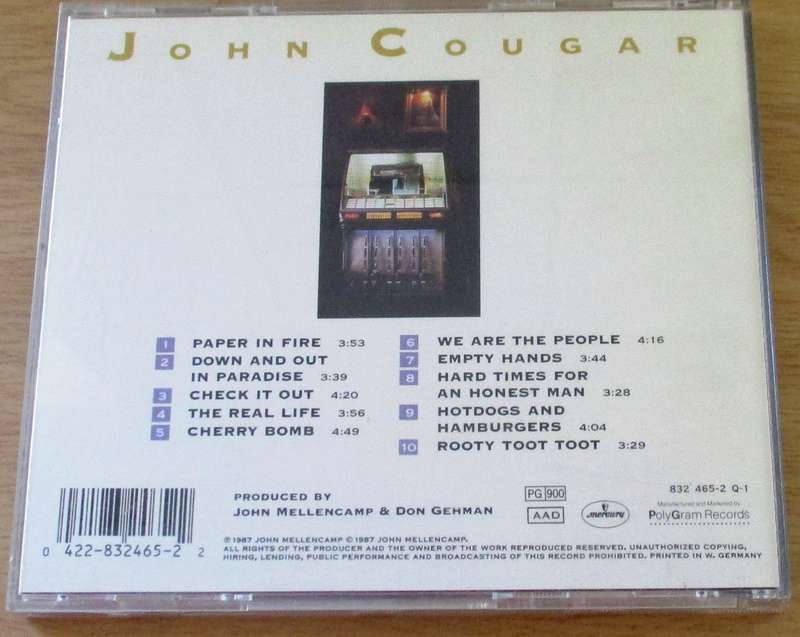 JOHN COUGAR
1 PAPER IN FIRE 3:53
2 DOWN AND OUT
IN PARADISE 3:39
3 CHECK IT OUT 4:20
4 THE REAL LIFE 3:56
5 CHERRY BOMB 4:49
6 WE ARE THE PEOPLE 4:16
7 EMPTY HANDS 3:44
8 HARD TIMES FOR
AN HONEST MAN 3:28
9 HOTDOGS AND
HAMBURGERS 4:04
10 ROOTY TOOT TOOT 3:29
0 422-832465-2 2
PRODUCED BY
JOHN MELLENCAMP & DON GEHMAN
PG 900
AAD
mercury
832 465-2 Q-1
Manufactured and Marketed by
PolyGram Records
℗ 1987 JOHN MELLENCAMP © 1987 JOHN MELLENCAMP.
ALL RIGHTS OF THE PRODUCER AND THE OWNER OF THE WORK REPRODUCED RESERVED. UNAUTHORIZED COPYING,
HIRING, LENDING, PUBLIC PERFORMANCE AND BROADCASTING OF THIS RECORD PROHIBITED. PRINTED IN W. GERMANY